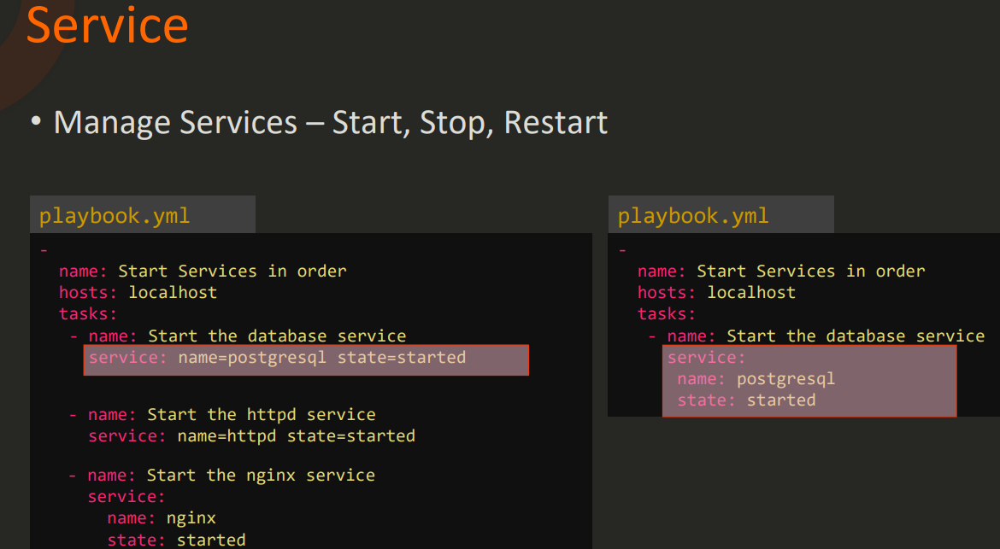 Service
• Manage Services – Start, Stop, Restart
playbook.yml
-
name: Start Services in order
hosts: localhost
tasks:
- name: Start the database service
service: name=postgresql state=started
- name: Start the httpd service
service: name=httpd state=started
- name: Start the nginx service
service:
name: nginx
state: started
playbook.yml
-
name: Start Services in order
hosts: localhost
tasks:
- name: Start the database service
service:
name: postgresql
state: started